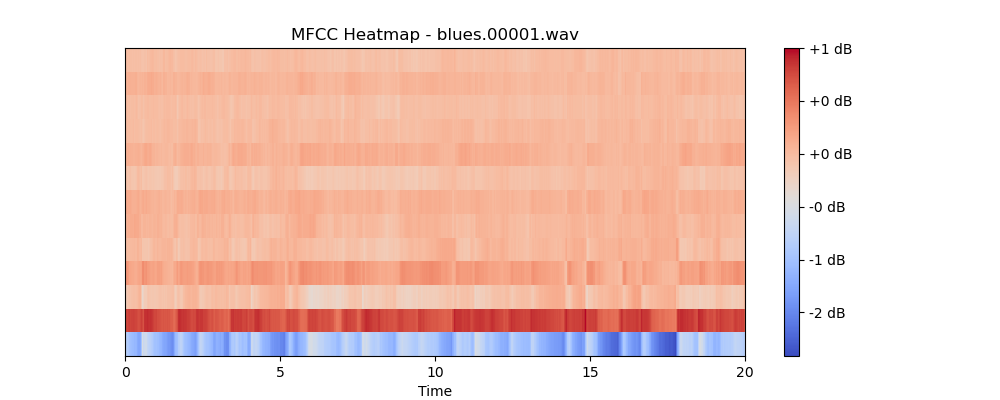 MFCC Heatmap - blues.00001.wav
+1 dB
+0 dB
+0 dB
-0 dB
-1 dB
-2 dB
0 5 10 15 20
Time